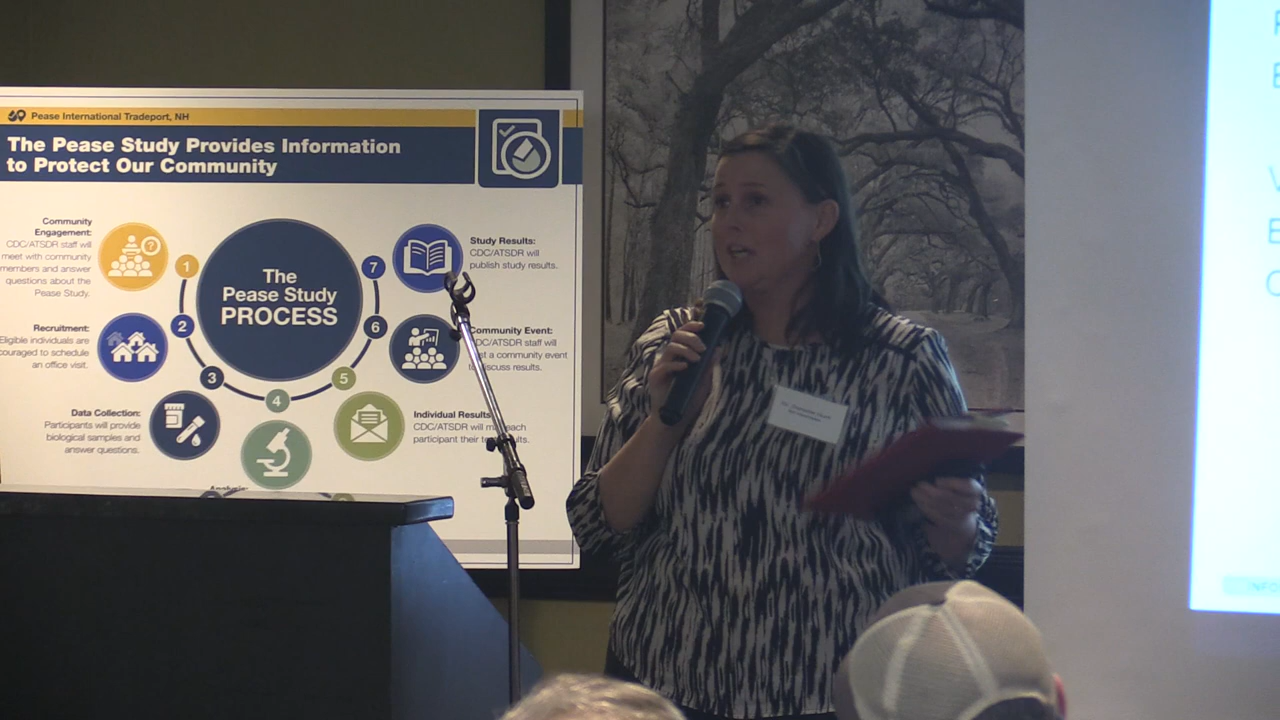 Pease International Tradeport, NH
The Pease Study Provides Information
to Protect Our Community
The
Pease Study
PROCESS
Community
Engagement:
CDC/ATSDR staff will
meet with community
members and answer
questions about the
Pease Study.
1
Recruitment:
Eligible individuals are
ouraged to schedule
an office visit.
2
Data Collection:
Participants will provide
biological samples and
answer questions.
3
4
5
Individual Results
CDC/ATSDR will
participant their
6
Community Event:
CDC/ATSDR staff will
a community event
discuss results.
7
Study Results:
CDC/ATSDR will
publish study results.